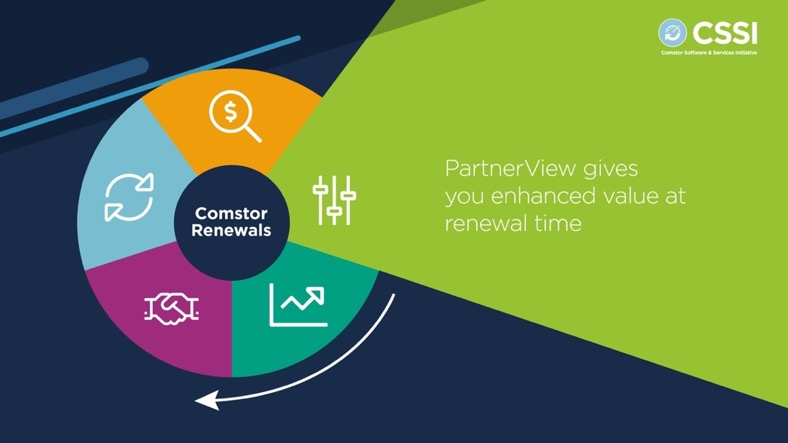 CSSI
Comstor Software & Services Initiative
PartnerView gives
you enhanced value at
renewal time
Comstor
Renewals
$